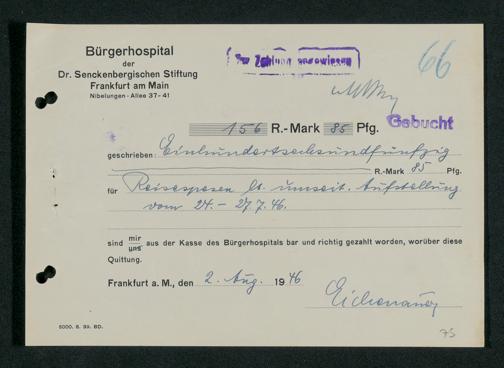 Bürgerhospital
der
Dr. Senckenbergischen Stiftung
Frankfurt am Main
Nibelungen-Allee 37-41
Zur Zahlung angewiesen
66
Gebucht
156 R.-Mark 85 Pfg.
geschrieben: Einhundertsechsundfünfzig
R.-Mark 85 Pfg.
für Reisespesen lt. umseit. Aufstellung
vom 24. - 27.7.46.
sind mir
uns aus der Kasse des Bürgerhospitals bar und richtig gezahlt worden, worüber diese
Quittung.
Frankfurt a. M., den 2. Aug. 1946
Eichenauer
5000. 6. 39. BD.
75